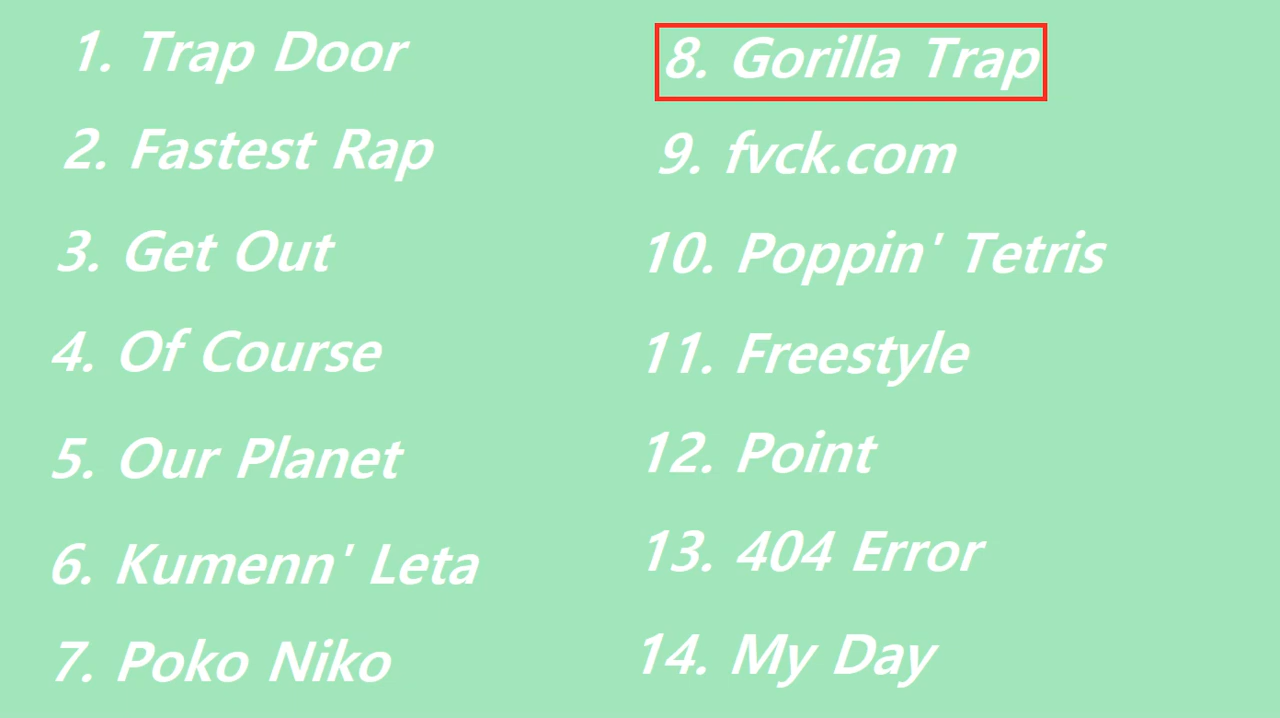 1. Trap Door
2. Fastest Rap
3. Get Out
4. Of Course
5. Our Planet
6. Kumenn' Leta
7. Poko Niko
8. Gorilla Trap
9. fvck.com
10. Poppin' Tetris
11. Freestyle
12. Point
13. 404 Error
14. My Day